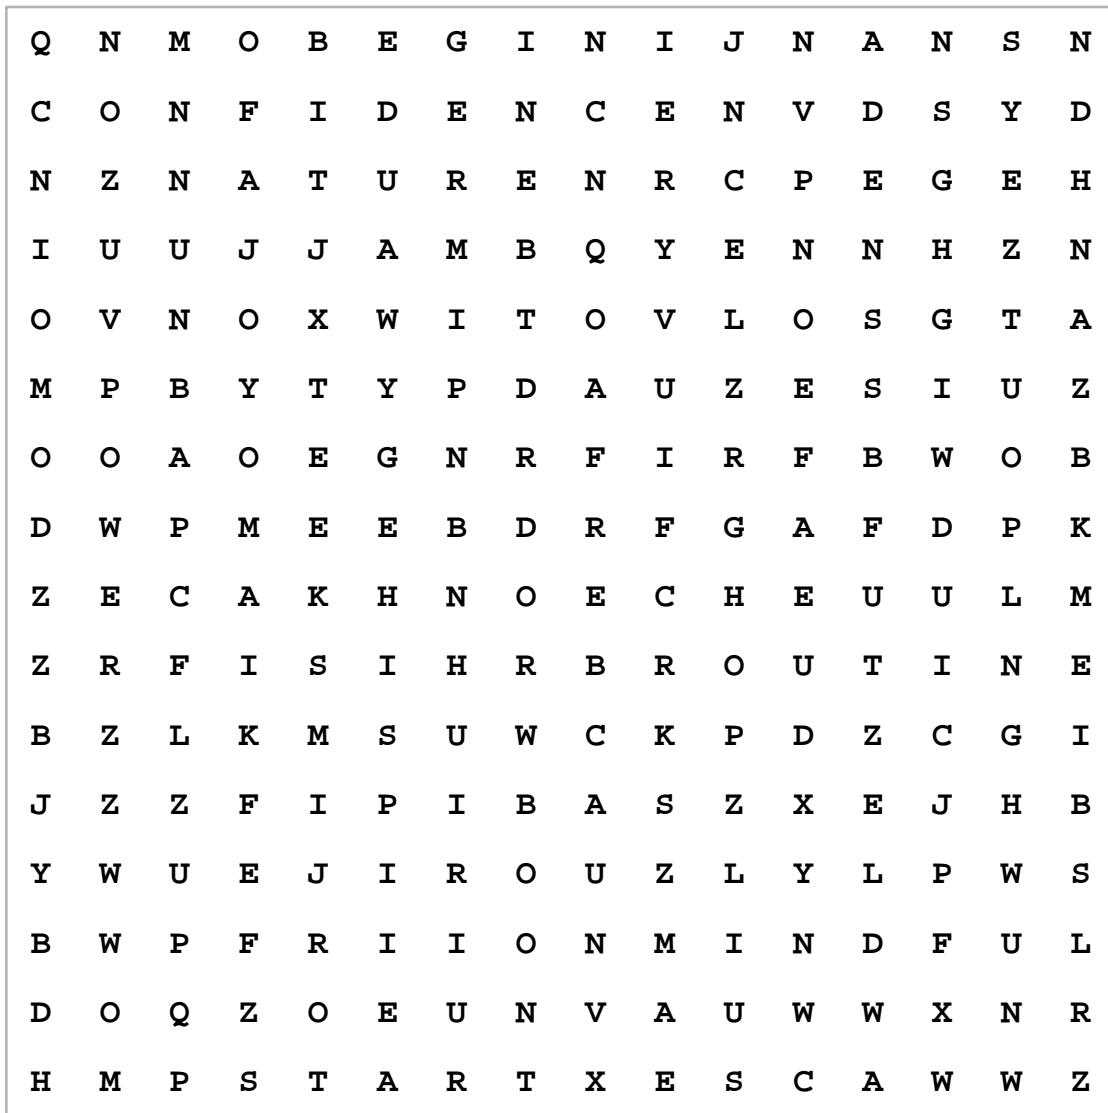 Q N M O B E G I N I J N A N S N
C O N F I D E N C E N V D S Y D
N Z N A T U R E N R C P E G E H
I U U J J A M B Q Y E N N H Z N
O V N O X W I T O V L O S G T A
M P B Y T Y P D A U Z E S I U Z
O O A O E G N R F I R F B W O B
D W P M E E B D R F G A F D P K
Z E C A K H N O E C H E U U L M
Z R F I S I H R B R O U T I N E
B Z L K M S U W C K P D Z C G I
J Z Z F I P I B A S Z X E J H B
Y W U E J I R O U Z L Y L P W S
B W P F R I I O N M I N D F U L
D O Q Z O E U N V A U W W X N R
H M P S T A R T X E S C A W W Z